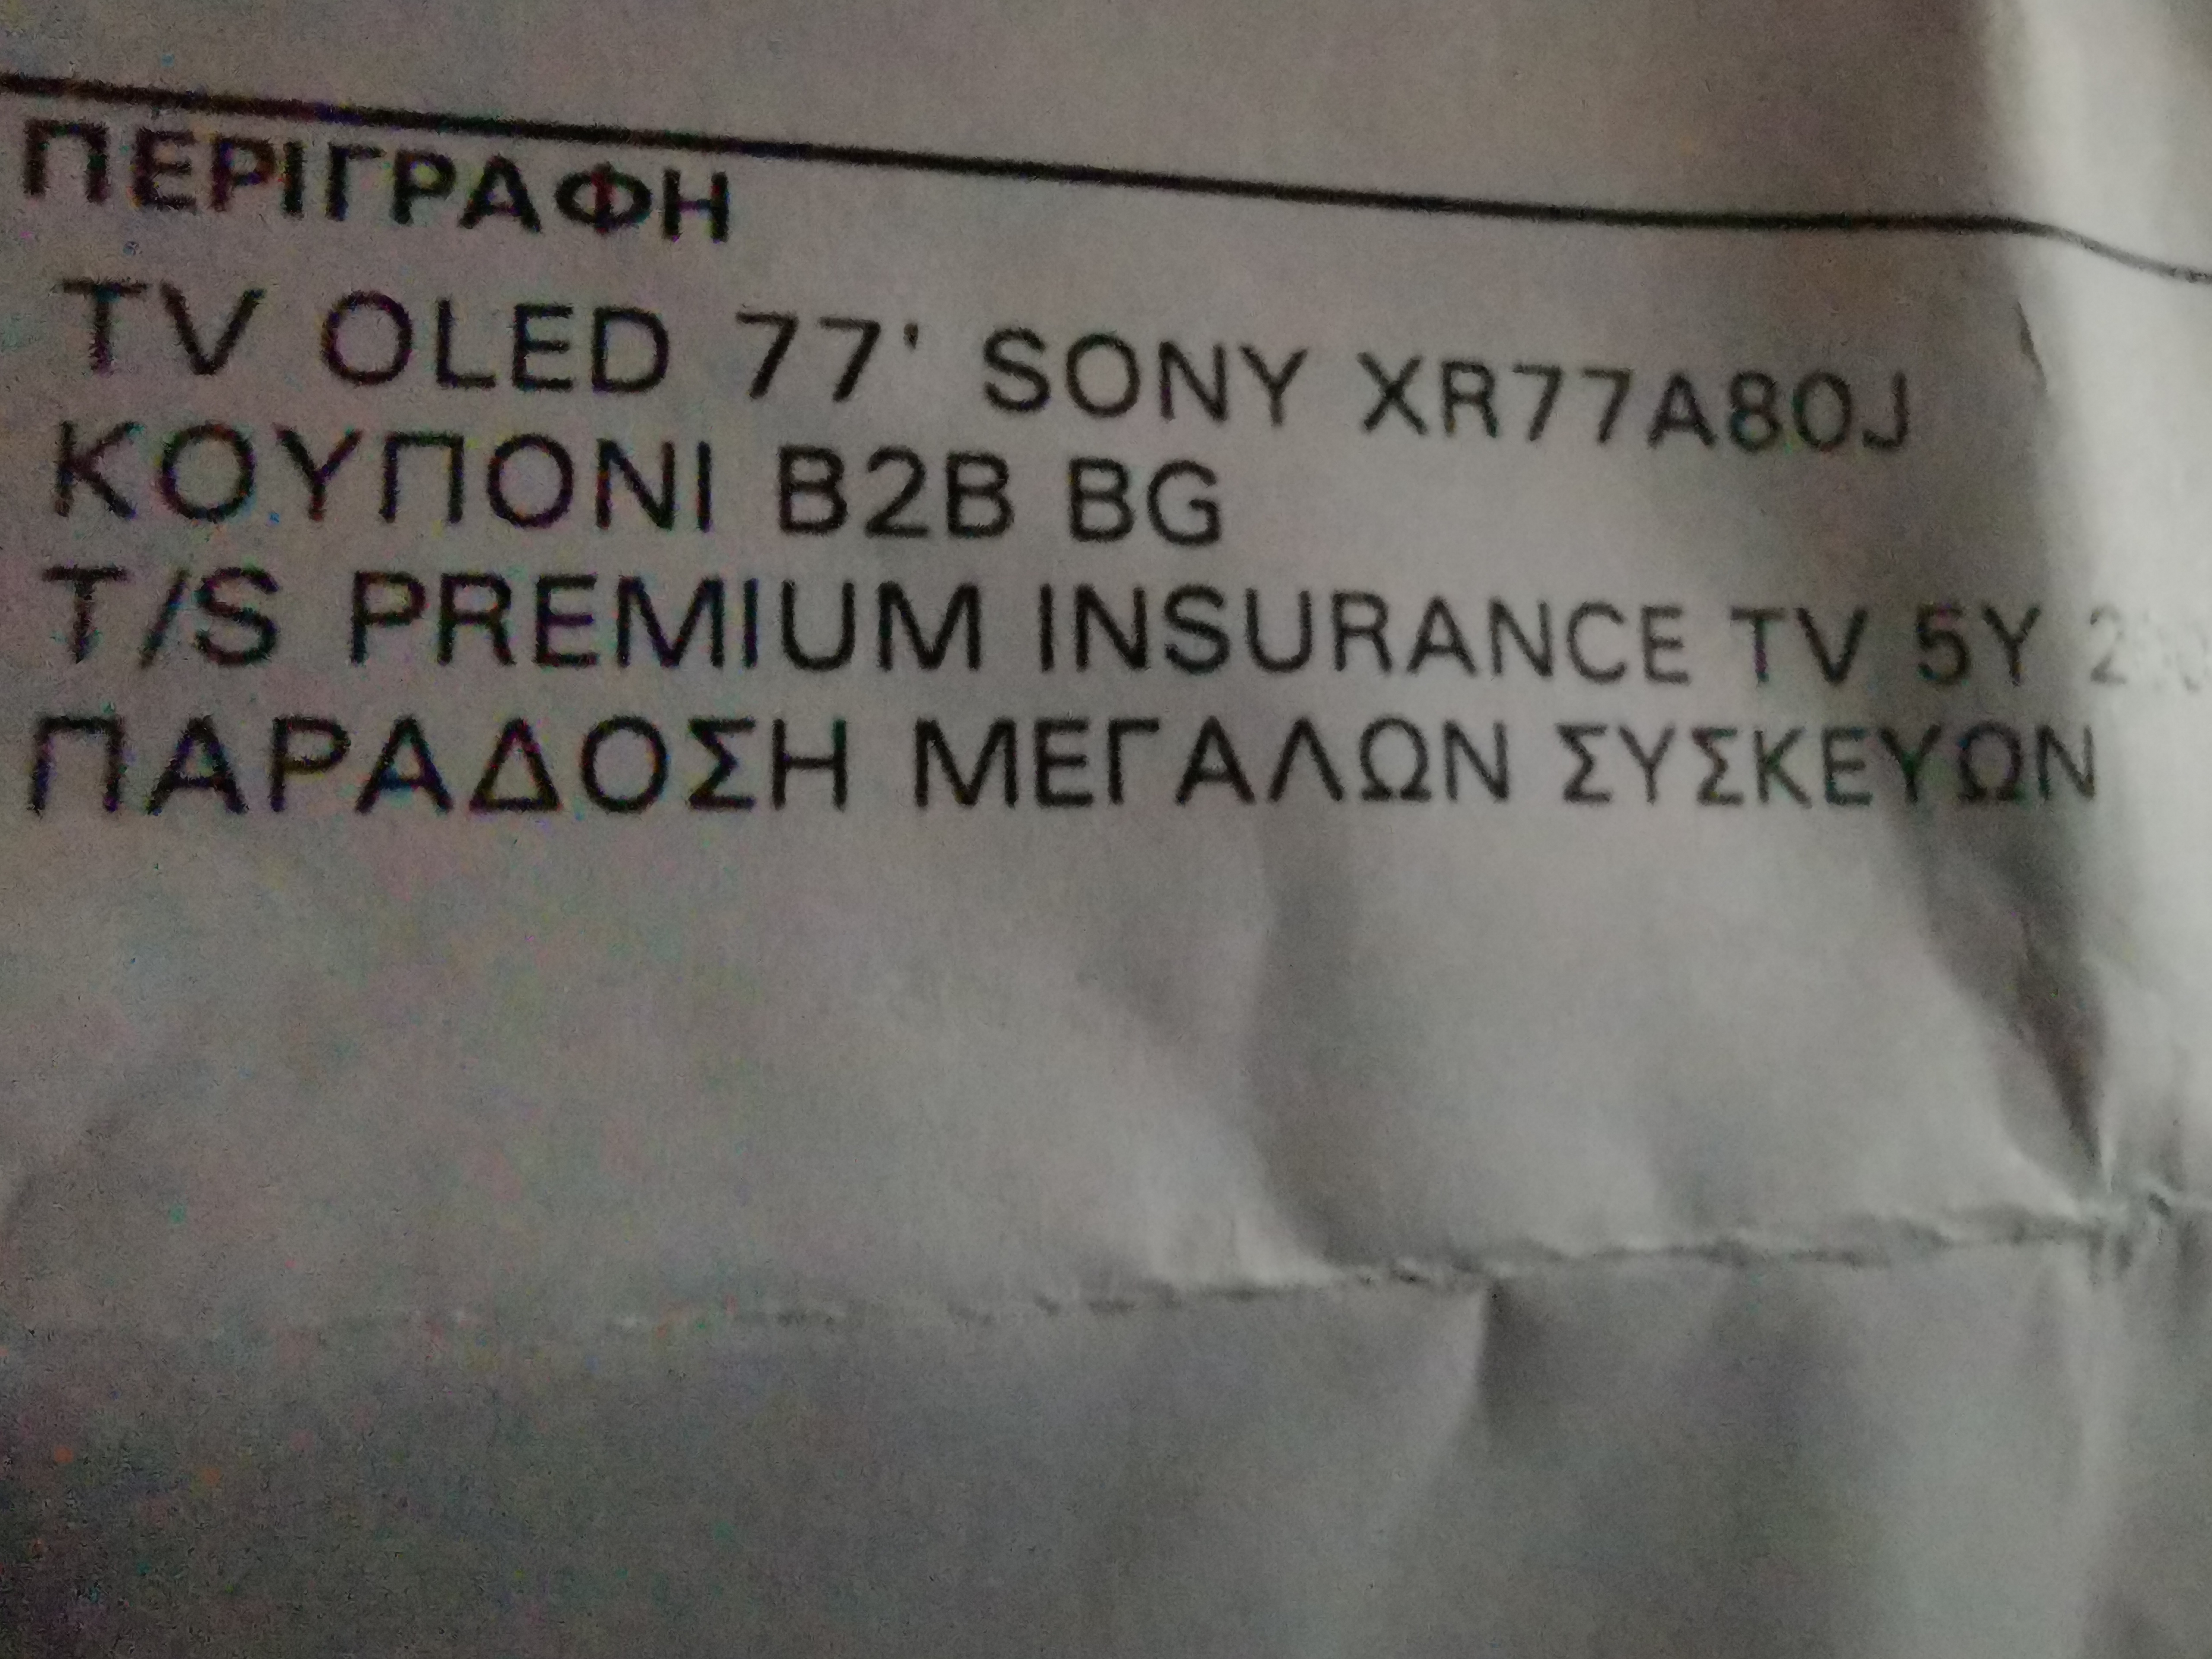 ΠΕΡΙΓΡΑΦΗ
TV OLED 77' SONY XR77A80J
ΚΟΥΠΟΝΙ B2B BG
T/S PREMIUM INSURANCE TV 5Y
ΠΑΡΑΔΟΣΗ ΜΕΓΑΛΩΝ ΣΥΣΚΕΥΩΝ